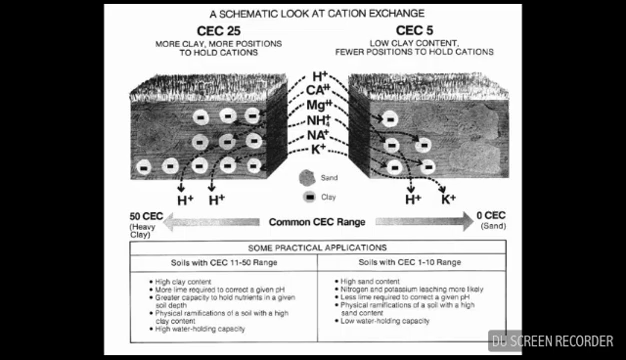 A SCHEMATIC LOOK AT CATION EXCHANGE
CEC 25
MORE CLAY, MORE POSITIONS
TO HOLD CATIONS
CEC 5
LOW CLAY CONTENT,
FEWER POSITIONS TO HOLD CATIONS
H⁺
CA⁺⁺
Mg⁺⁺
NH₄⁺
NA⁺
K⁺
Sand
Clay
H⁺ H⁺ H⁺ K⁺
50 CEC
(Heavy
Clay)
Common CEC Range
0 CEC
(Sand)
SOME PRACTICAL APPLICATIONS
Soils with CEC 11-50 Range
• High clay content
• More lime required to correct a given pH
• Greater capacity to hold nutrients in a given
soil depth
• Physical ramifications of a soil with a high
clay content
• High water-holding capacity
Soils with CEC 1-10 Range
• High sand content
• Nitrogen and potassium leaching more likely
• Less lime required to correct a given pH
• Physical ramifications of a soil with a high
sand content
• Low water-holding capacity
DU SCREEN RECORDER